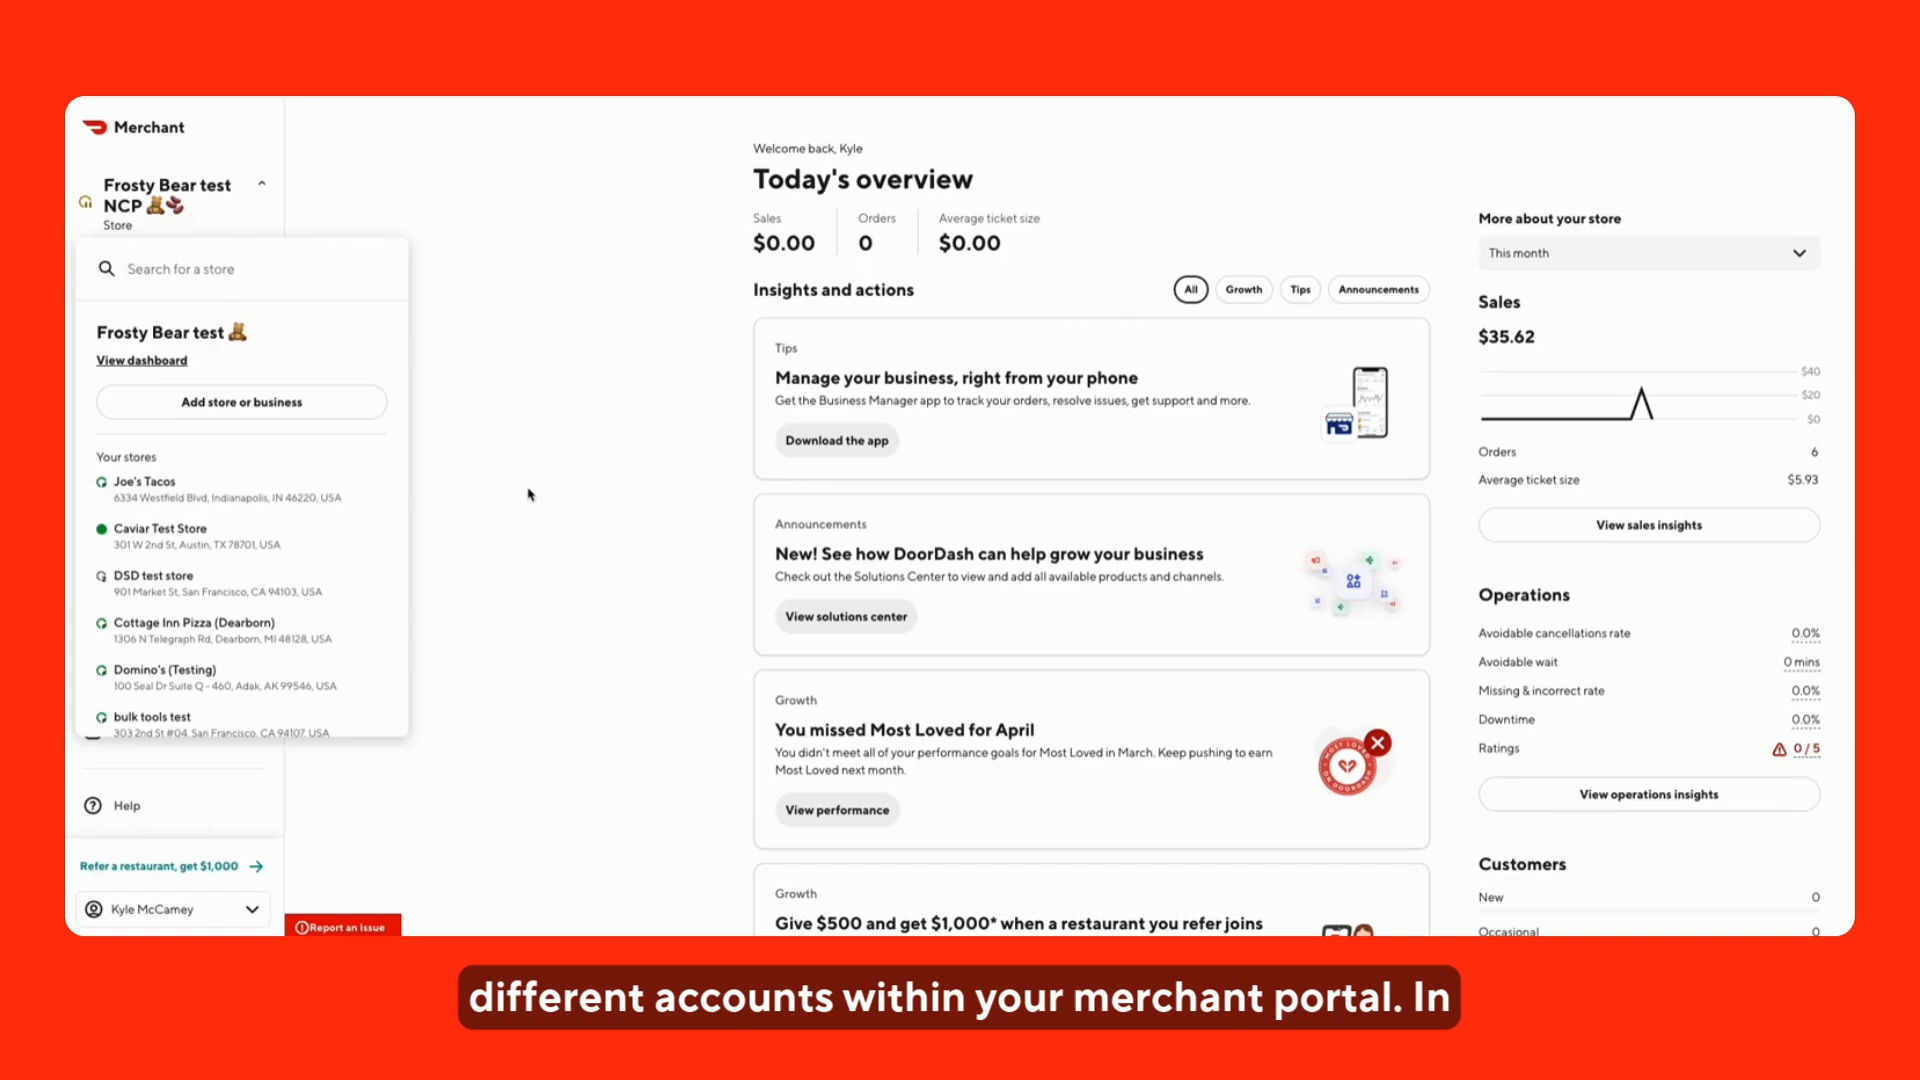 Merchant
Frosty Bear test
NCP
Store
Search for a store
Frosty Bear test
View dashboard
Add store or business
Your stores
Joe's Tacos
6334 Westfield Blvd, Indianapolis, IN 46220, USA
Caviar Test Store
301 W 2nd St, Austin, TX 78701, USA
DSD test store
901 Market St, San Francisco, CA 94103, USA
Cottage Inn Pizza (Dearborn)
1306 N Telegraph Rd, Dearborn, MI 48128, USA
Domino's (Testing)
100 Seal Dr Suite Q - 460, Adak, AK 99546, USA
bulk tools test
303 2nd St #04, San Francisco, CA 94107, USA
Help
Refer a restaurant, get $1,000
Kyle McCamey
Report an Issue
Welcome back, Kyle
Today's overview
Sales
$0.00
Orders
0
Average ticket size
$0.00
Insights and actions
All
Growth
Tips
Announcements
Tips
Manage your business, right from your phone
Get the Business Manager app to track your orders, resolve issues, get support and more.
Download the app
Announcements
New! See how DoorDash can help grow your business
Check out the Solutions Center to view and add all available products and channels.
View solutions center
Growth
You missed Most Loved for April
You didn't meet all of your performance goals for Most Loved in March. Keep pushing to earn
Most Loved next month.
View performance
MOST LOVED
ON DOORDASH
Growth
Give $500 and get $1,000* when a restaurant you refer joins
More about your store
This month
Sales
$35.62
$40
$20
$0
Orders 6
Average ticket size $5.93
View sales insights
Operations
Avoidable cancellations rate 0.0%
Avoidable wait 0 mins
Missing & incorrect rate 0.0%
Downtime 0.0%
Ratings 0 / 5
View operations insights
Customers
New 0
Occasional 0
different accounts within your merchant portal. In